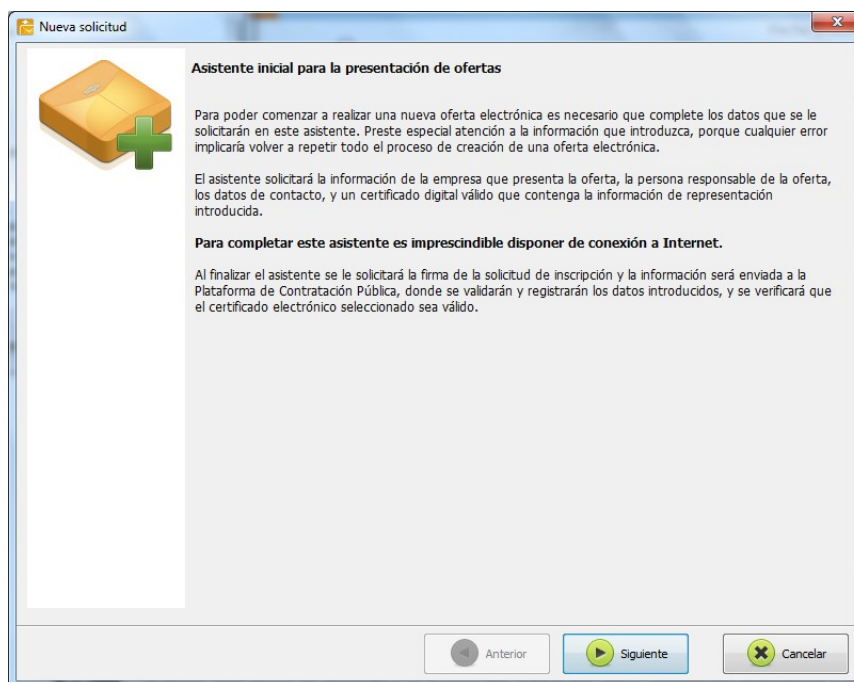 Nueva solicitud
Asistente inicial para la presentación de ofertas
Para poder comenzar a realizar una nueva oferta electrónica es necesario que complete los datos que se le
solicitarán en este asistente. Preste especial atención a la información que introduzca, porque cualquier error
implicaría volver a repetir todo el proceso de creación de una oferta electrónica.
El asistente solicitará la información de la empresa que presenta la oferta, la persona responsable de la oferta,
los datos de contacto, y un certificado digital válido que contenga la información de representación
introducida.
Para completar este asistente es imprescindible disponer de conexión a Internet.
Al finalizar el asistente se le solicitará la firma de la solicitud de inscripción y la información será enviada a la
Plataforma de Contratación Pública, donde se validarán y registrarán los datos introducidos, y se verificará que
el certificado electrónico seleccionado sea válido.
Anterior Siguiente Cancelar